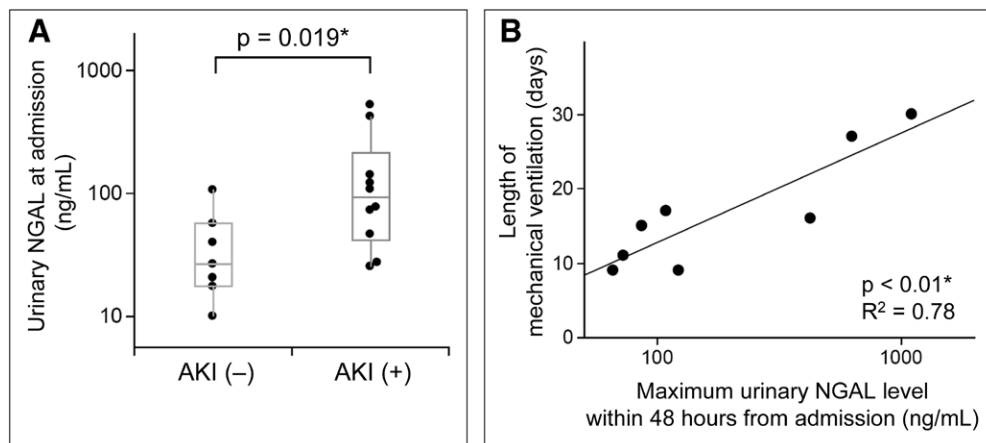 A
p = 0.019*
Urinary NGAL at admission
(ng/mL)
1000
100
10
AKI (–)
AKI (+)
B
Length of
mechanical ventilation (days)
30
20
10
0
p < 0.01*
R² = 0.78
100
1000
Maximum urinary NGAL level
within 48 hours from admission (ng/mL)